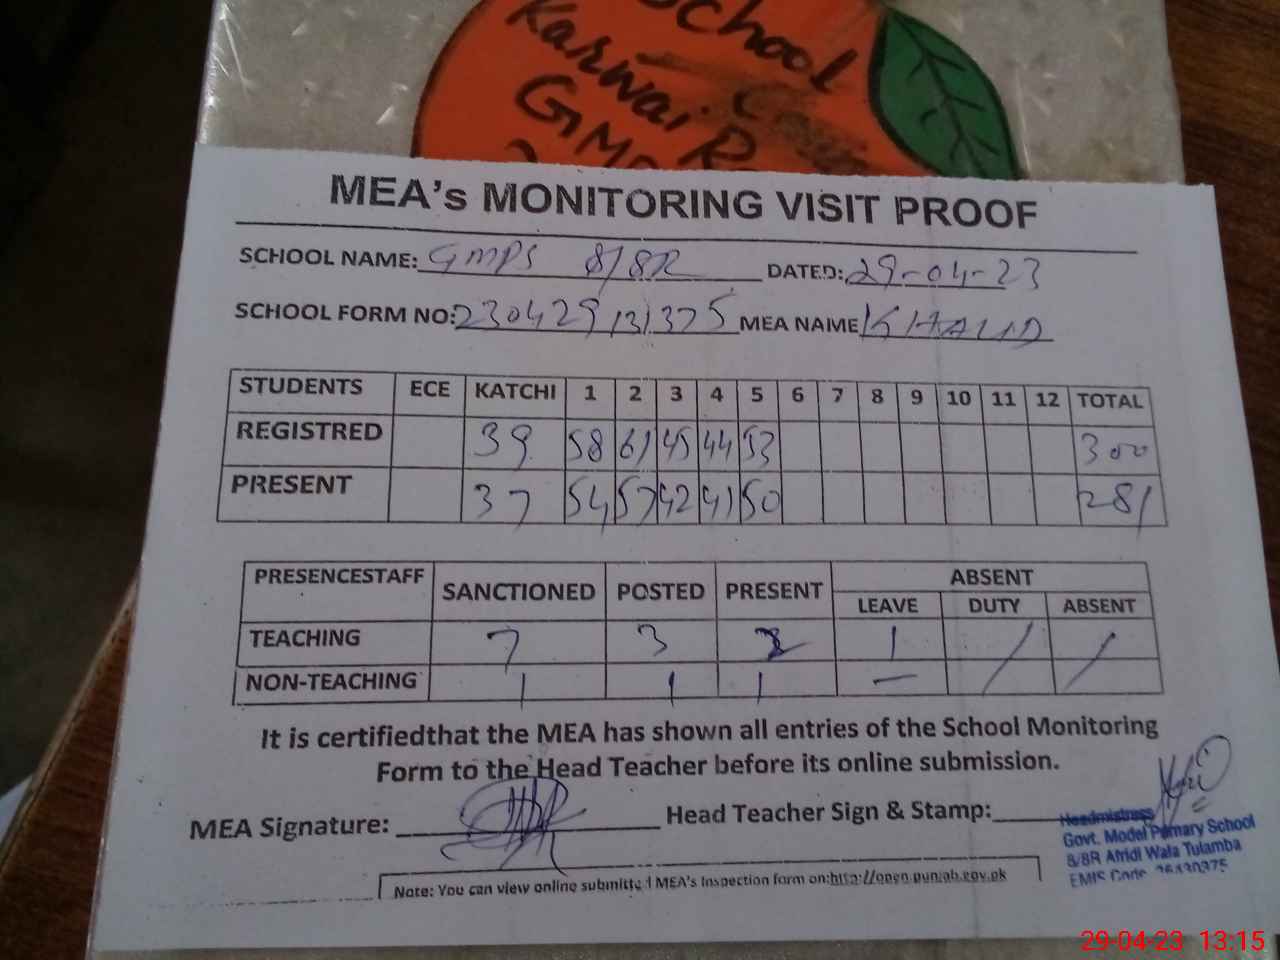 School
Karwai R
GMP
MEA's MONITORING VISIT PROOF
SCHOOL NAME: GMPS 8/8R DATED: 29-04-23
SCHOOL FORM NO: 230429131375 MEA NAME KHALID
STUDENTS ECE KATCHI 1 2 3 4 5 6 7 8 9 10 11 12 TOTAL
REGISTRED 39 58 61 45 44 53 300
PRESENT 37 54 57 42 41 50 281
PRESENCESTAFF SANCTIONED POSTED PRESENT ABSENT
LEAVE DUTY ABSENT
TEACHING 7 3 2 1 / /
NON-TEACHING 1 1 1 — / /
It is certifiedthat the MEA has shown all entries of the School Monitoring
Form to the Head Teacher before its online submission.
MEA Signature: Head Teacher Sign & Stamp:
Headmistress
Govt. Model Primary School
8/8R Afridi Wala Tulamba
EMIS Code
Note: You can view online submitted MEA's Inspection form on:http://open.punjab.gov.pk
29-04-23 13:15